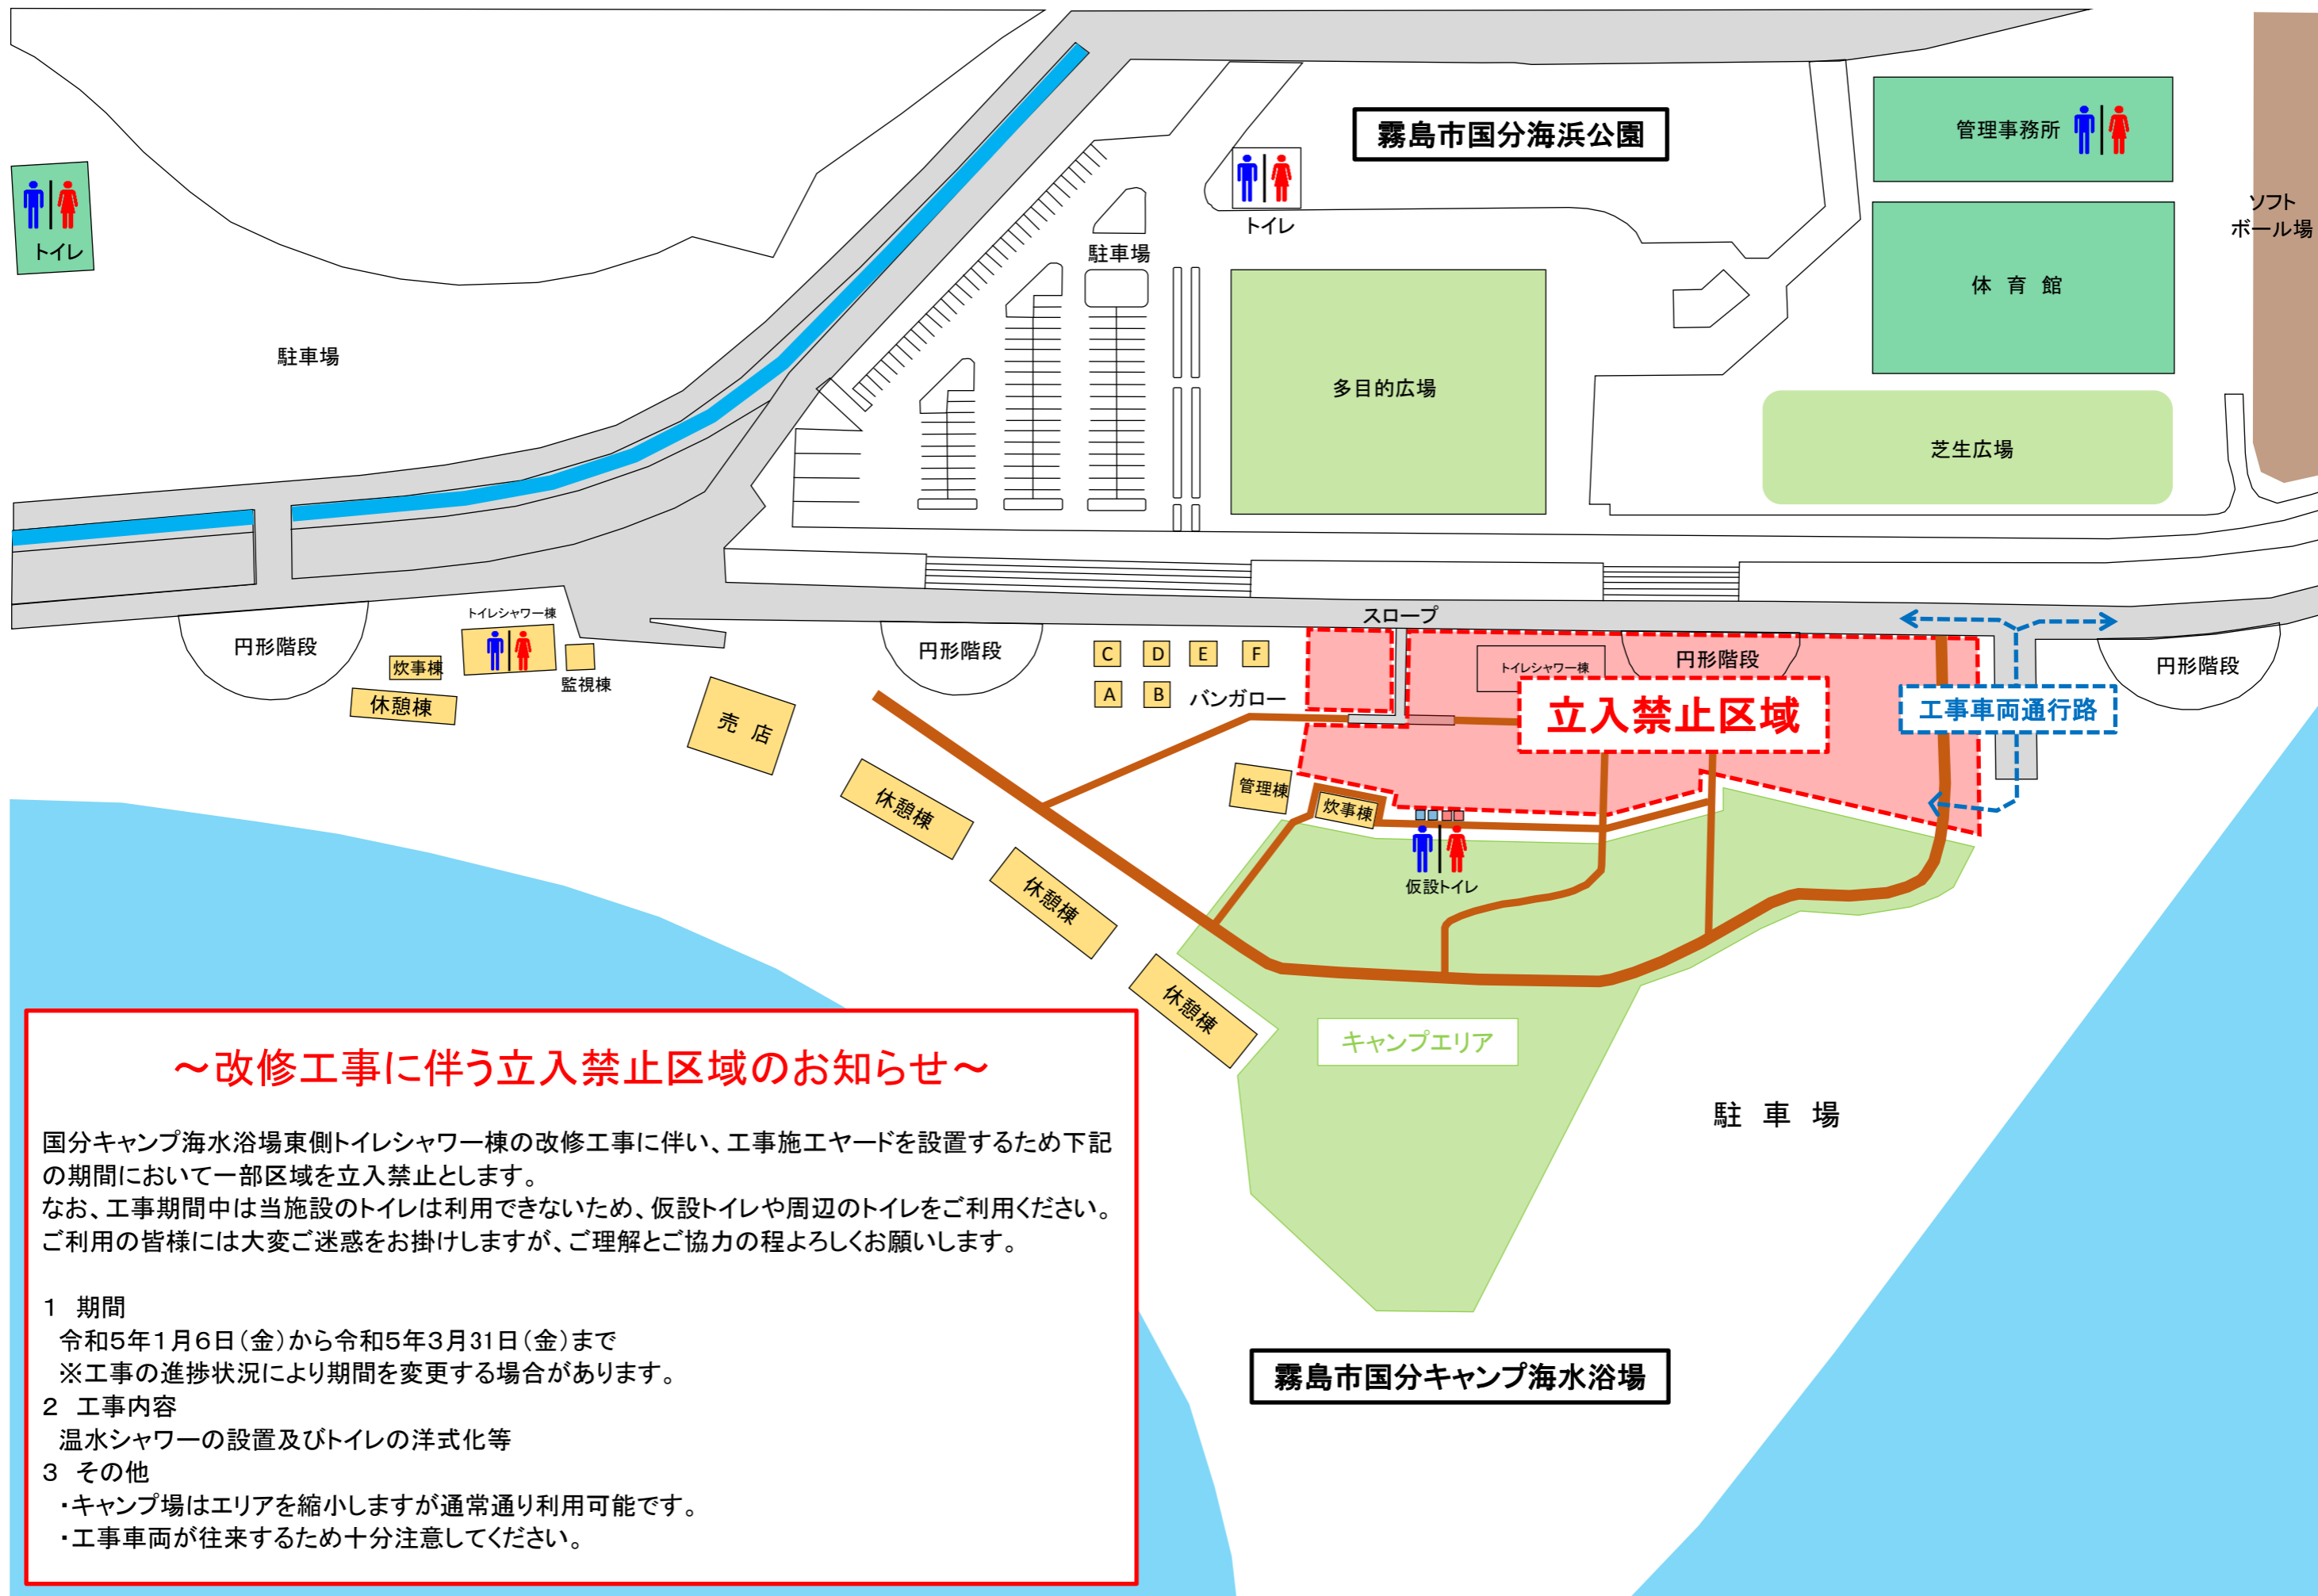 霧島市国分海浜公園
管理事務所
トイレ
トイレ
ソフト
ボール場
駐車場
体 育 館
駐車場
多目的広場
芝生広場
スロープ
トイレシャワー棟
円形階段
炊事棟
監視棟
休憩棟
円形階段
C
D
E
F
A
B
バンガロー
トイレシャワー棟
円形階段
円形階段
立入禁止区域
工事車両通行路
売 店
管理棟
炊事棟
休憩棟
仮設トイレ
休憩棟
休憩棟
キャンプエリア
駐 車 場
霧島市国分キャンプ海水浴場
～改修工事に伴う立入禁止区域のお知らせ～
国分キャンプ海水浴場東側トイレシャワー棟の改修工事に伴い、工事施工ヤードを設置するため下記
の期間において一部区域を立入禁止とします。
なお、工事期間中は当施設のトイレは利用できないため、仮設トイレや周辺のトイレをご利用ください。
ご利用の皆様には大変ご迷惑をお掛けしますが、ご理解とご協力の程よろしくお願いします。
1 期間
令和5年1月6日(金)から令和5年3月31日(金)まで
※工事の進捗状況により期間を変更する場合があります。
2 工事内容
温水シャワーの設置及びトイレの洋式化等
3 その他
・キャンプ場はエリアを縮小しますが通常通り利用可能です。
・工事車両が往来するため十分注意してください。